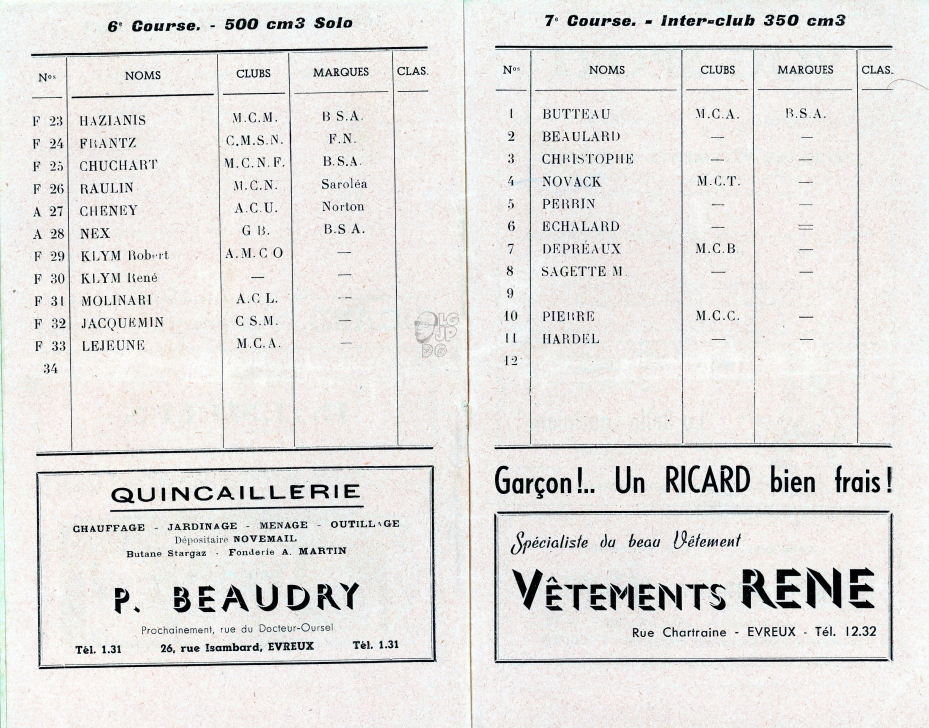 6e Course. - 500 cm3 Solo
Nos NOMS CLUBS MARQUES CLAS.
F 23 HAZIANIS M.C.M. B S.A.
F 24 FRANTZ C.M.S.N. F.N.
F 25 CHUCHART M.C.N.F. B.S.A.
F 26 RAULIN M.C.N. Saroléa
A 27 CHENEY A.C.U. Norton
A 28 NEX G B. B.S A.
F 29 KLYM Robert A.M.C O —
F 30 KLYM René — —
F 31 MOLINARI A.C L. —
F 32 JACQUEMIN C S.M. —
F 33 LEJEUNE M.C.A. —
34
QUINCAILLERIE
CHAUFFAGE - JARDINAGE - MENAGE - OUTILLAGE
Dépositaire NOVEMAIL
Butane Stargaz - Fonderie A. MARTIN
P. BEAUDRY
Prochainement, rue du Docteur-Oursel
Tél. 1.31 26, rue Isambard, EVREUX Tél. 1.31
7e Course. - Inter-club 350 cm3
Nos NOMS CLUBS MARQUES CLAS.
1 BUTTEAU M.C.A. B.S.A.
2 BEAULARD — —
3 CHRISTOPHE — —
4 NOVACK M.C.T. —
5 PERRIN — —
6 ECHALARD — —
7 DEPRÉAUX M.C.B —
8 SAGETTE M. — —
9
10 PIERRE M.C.C. —
11 HARDEL — —
12
Garçon!.. Un RICARD bien frais!
Spécialiste du beau Vêtement
VÊTEMENTS RENE
Rue Chartraine - EVREUX - Tél. 12.32
LG
JP
DG